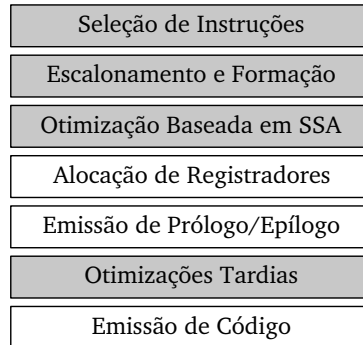 Seleção de Instruções
Escalonamento e Formação
Otimização Baseada em SSA
Alocação de Registradores
Emissão de Prólogo/Epílogo
Otimizações Tardias
Emissão de Código